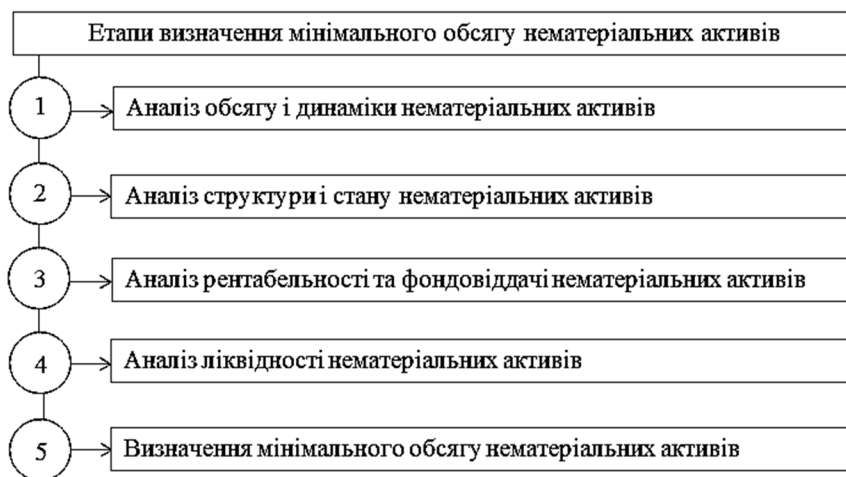 Етапи визначення мінімального обсягу нематеріальних активів
1 Аналіз обсягу і динаміки нематеріальних активів
2 Аналіз структури і стану нематеріальних активів
3 Аналіз рентабельності та фондовіддачі нематеріальних активів
4 Аналіз ліквідності нематеріальних активів
5 Визначення мінімального обсягу нематеріальних активів